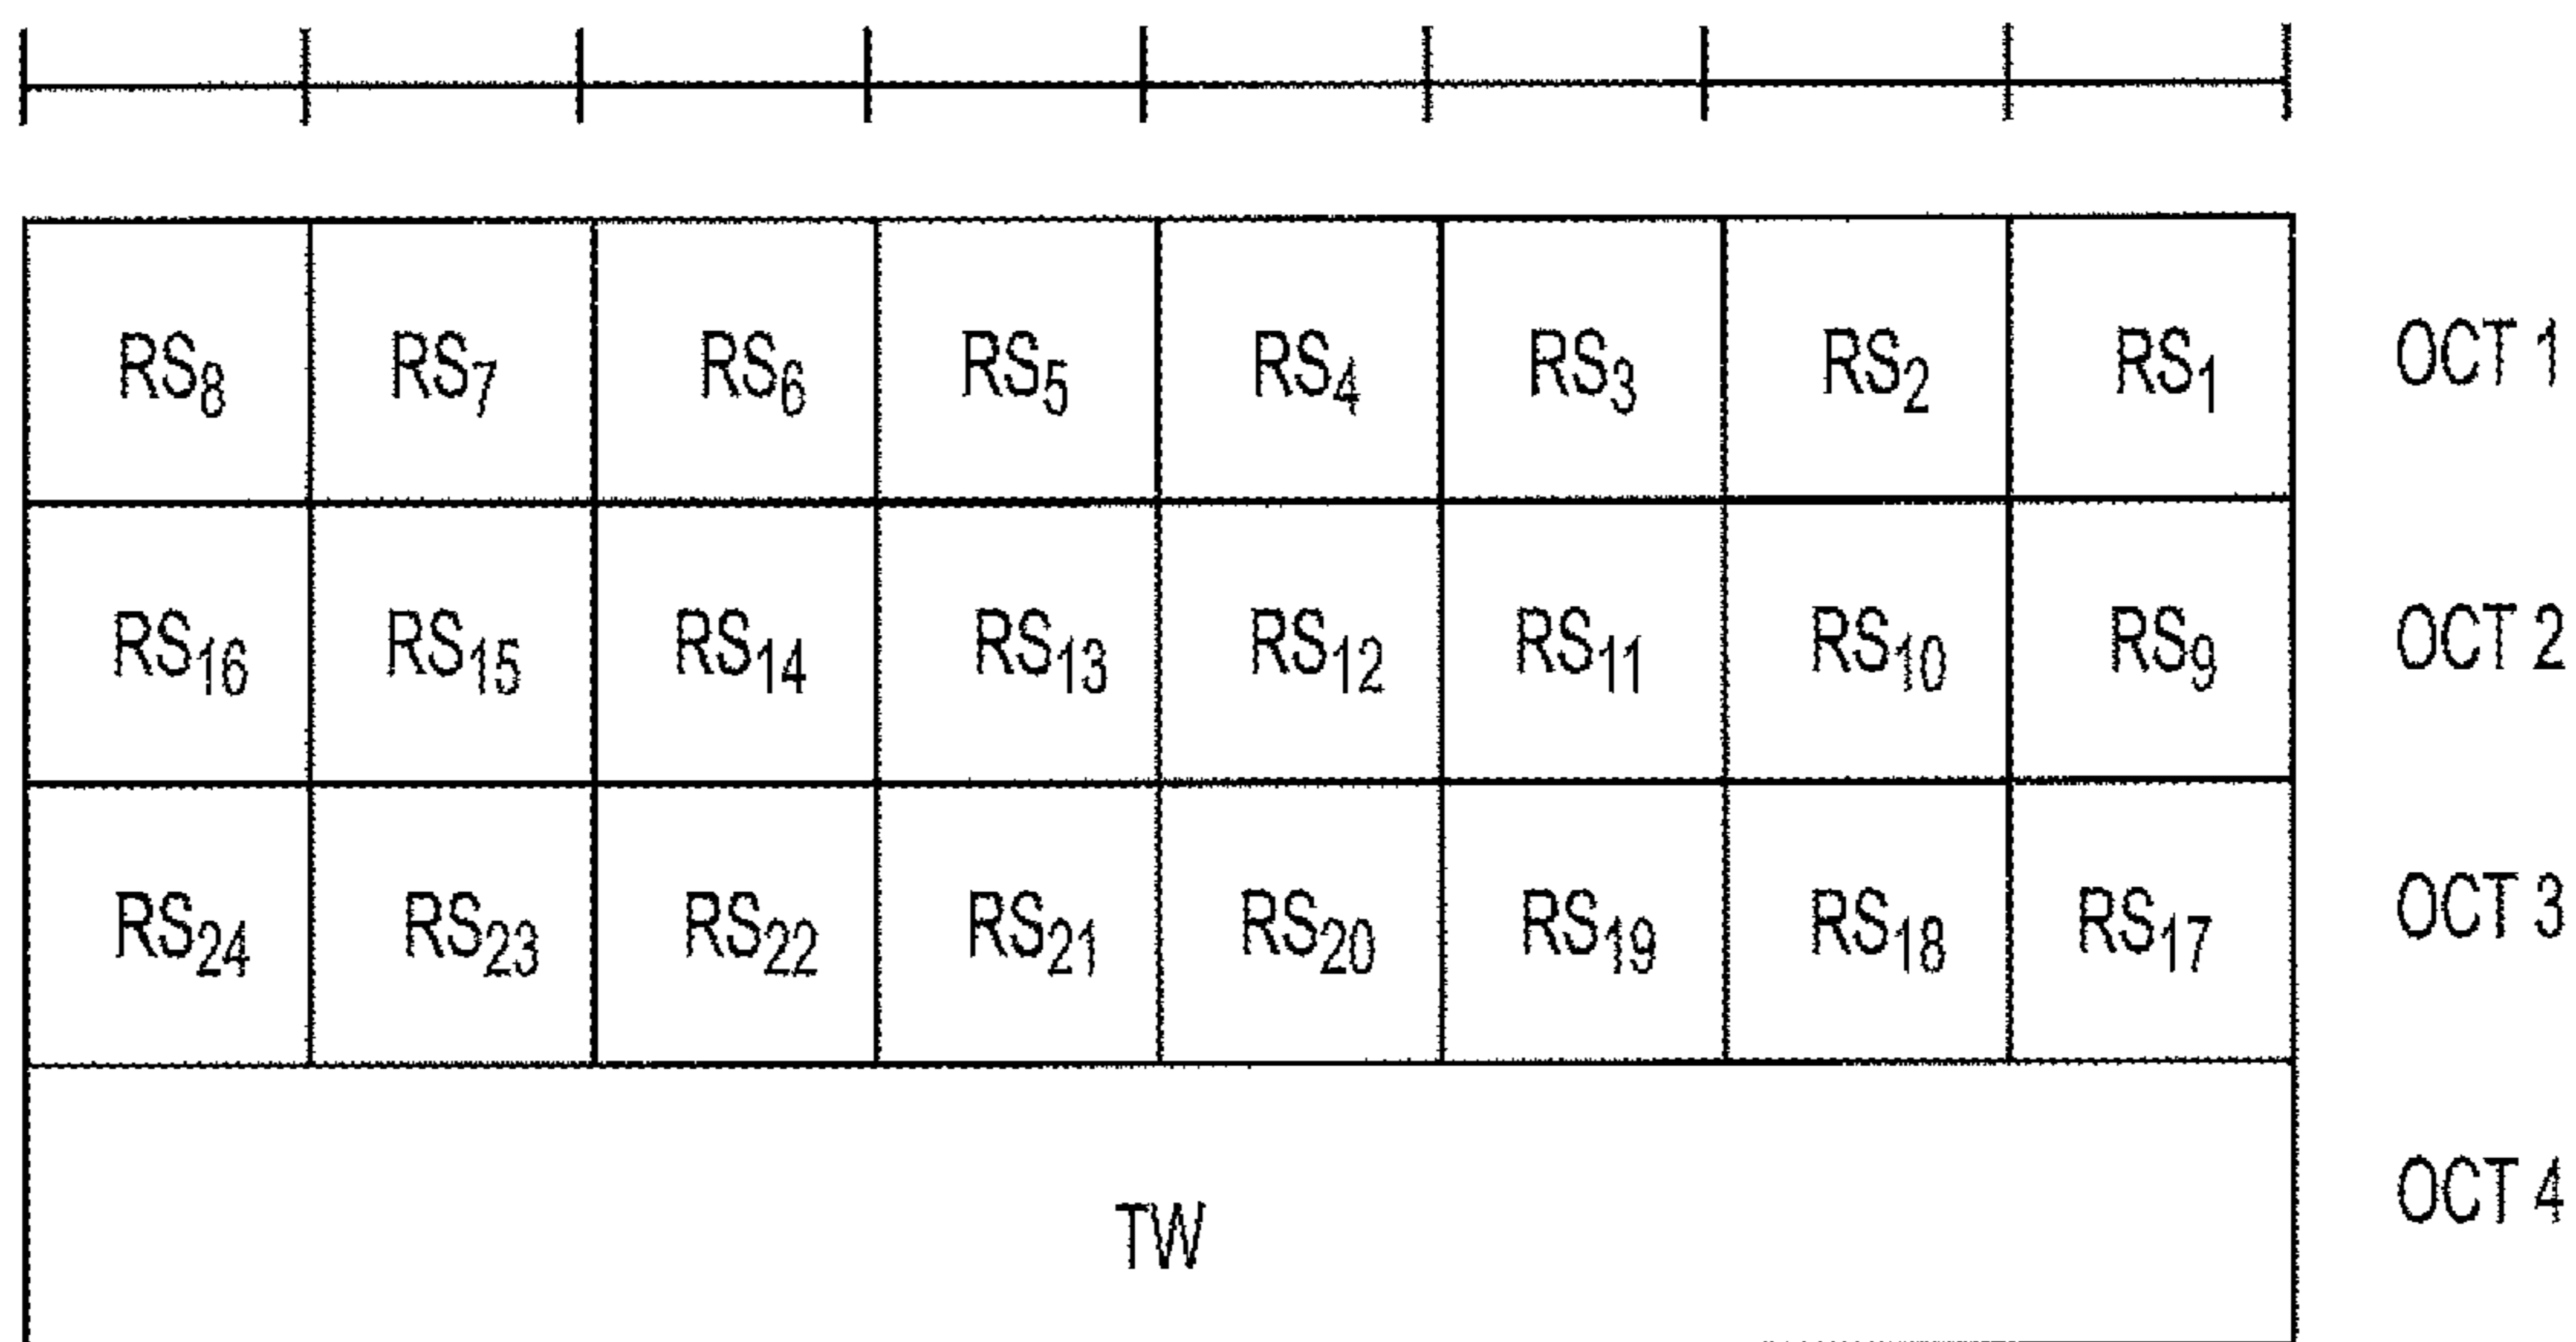 RS8 RS7 RS6 RS5 RS4 RS3 RS2 RS1 OCT 1
RS16 RS15 RS14 RS13 RS12 RS11 RS10 RS9 OCT 2
RS24 RS23 RS22 RS21 RS20 RS19 RS18 RS17 OCT 3
TW OCT 4